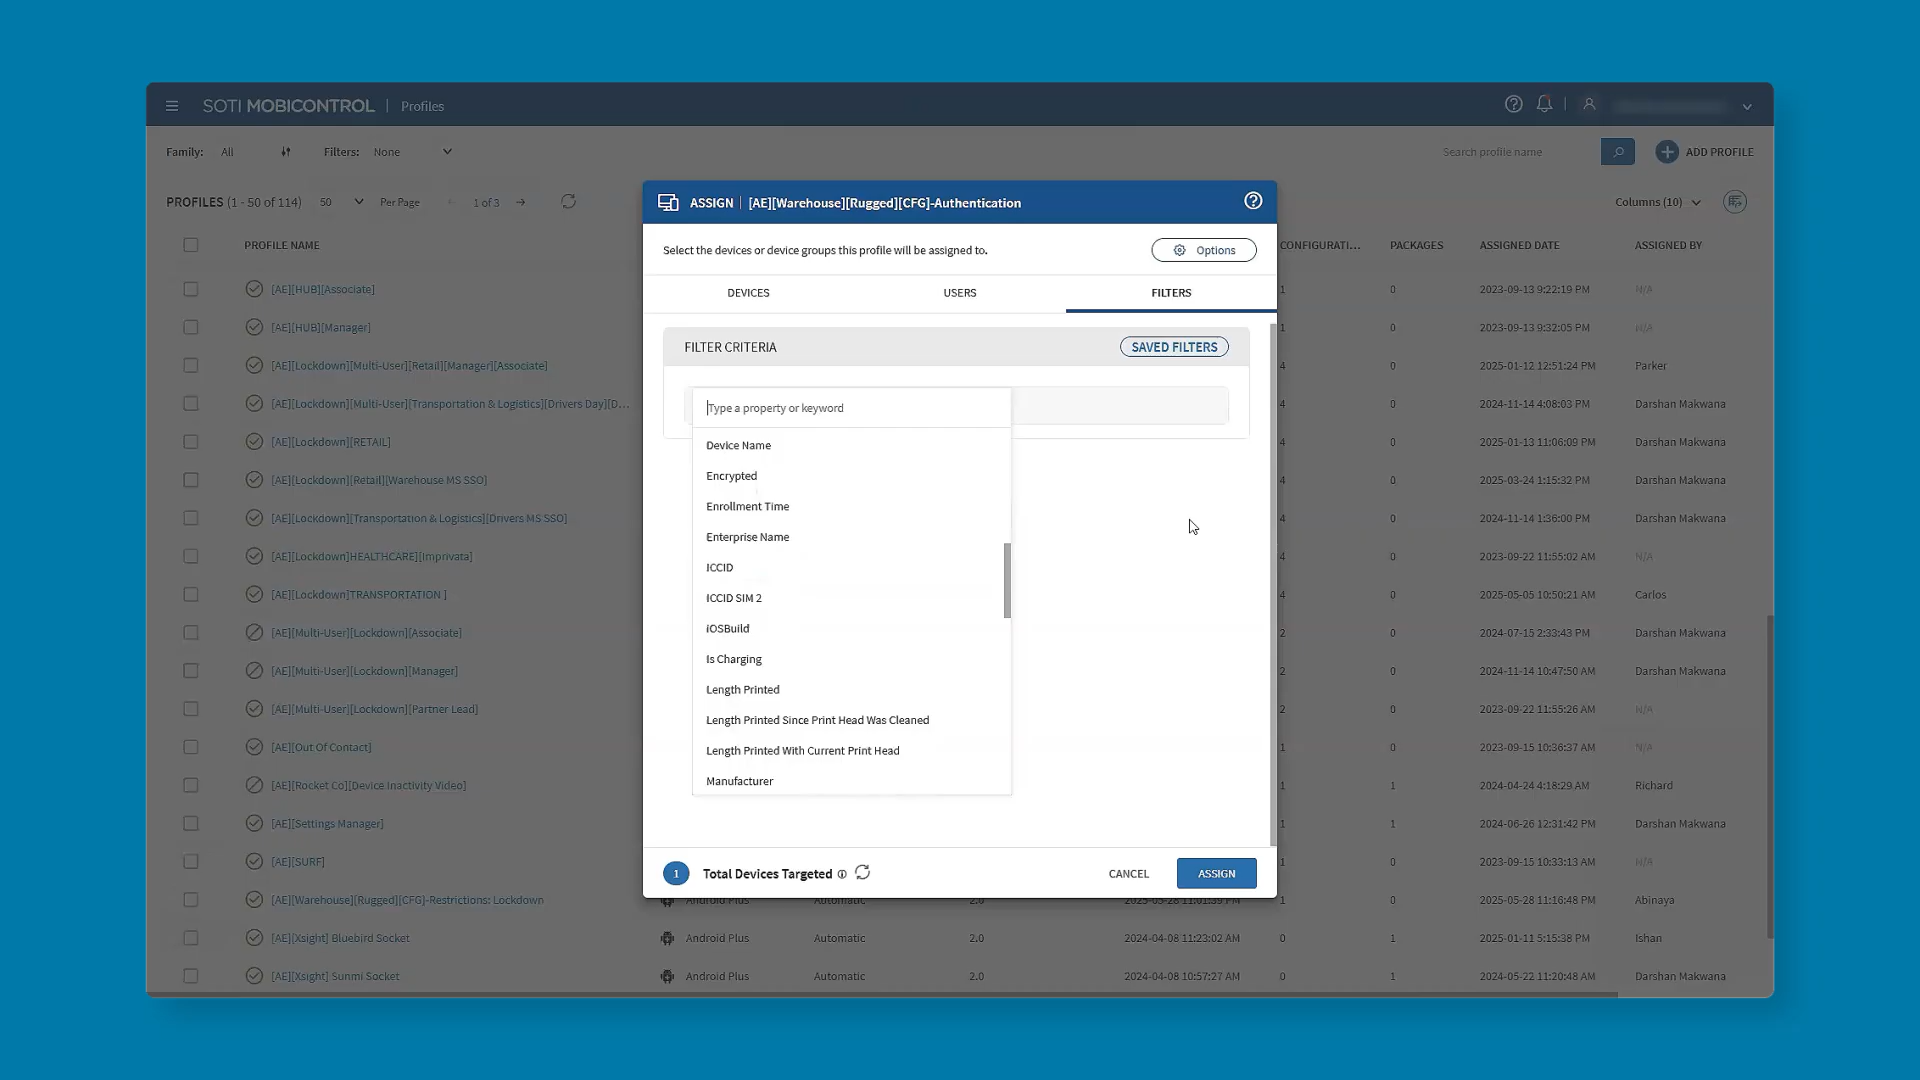 SOTI MOBICONTROL | Profiles
Family: All Filters: None Search profile name ADD PROFILE
PROFILES (1 - 50 of 114) 50 Per Page 1 of 3 Columns (10)
PROFILE NAME CONFIGURATI... PACKAGES ASSIGNED DATE ASSIGNED BY
[AE][HUB][Associate] 1 0 2023-09-13 9:22:19 PM N/A
[AE][HUB][Manager] 1 0 2023-09-13 9:32:05 PM N/A
[AE][Lockdown][Multi-User][Retail][Manager][Associate] 4 0 2025-01-12 12:51:24 PM Parker
[AE][Lockdown][Multi-User][Transportation & Logistics][Drivers Day][D... 4 0 2024-11-14 4:08:03 PM Darshan Makwana
[AE][Lockdown][RETAIL] 4 0 2025-01-13 11:06:09 PM Darshan Makwana
[AE][Lockdown][Retail][Warehouse MS SSO] 4 0 2025-03-24 1:15:32 PM Darshan Makwana
[AE][Lockdown][Transportation & Logistics][Drivers MS SSO] 4 0 2024-11-14 1:36:00 PM Darshan Makwana
[AE][Lockdown]HEALTHCARE][Imprivata] 4 0 2023-09-22 11:55:02 AM N/A
[AE][Lockdown]TRANSPORTATION ] 4 0 2025-05-05 10:50:21 AM Carlos
[AE][Multi-User][Lockdown][Associate] 2 0 2024-07-15 2:33:43 PM Darshan Makwana
[AE][Multi-User][Lockdown][Manager] 2 0 2024-11-14 10:47:50 AM Darshan Makwana
[AE][Multi-User][Lockdown][Partner Lead] 2 0 2023-09-22 11:55:26 AM N/A
[AE][Out Of Contact] 1 0 2023-09-15 10:36:37 AM N/A
[AE][Rocket Co][Device Inactivity Video] 1 1 2024-04-24 4:18:29 AM Richard
[AE][Settings Manager] 1 1 2024-06-26 12:31:42 PM Darshan Makwana
[AE][SURF] 1 0 2023-09-15 10:33:13 AM N/A
[AE][Warehouse][Rugged][CFG]-Restrictions: Lockdown Android Plus Automatic 2.0 2025-05-28 11:01:39 PM 1 0 2025-05-28 11:16:48 PM Abinaya
[AE][Xsight] Bluebird Socket Android Plus Automatic 2.0 2024-04-08 11:23:02 AM 0 1 2025-01-11 5:15:38 PM Ishan
[AE][Xsight] Sunmi Socket Android Plus Automatic 2.0 2024-04-08 10:57:27 AM 0 1 2024-05-22 11:20:48 AM Darshan Makwana
ASSIGN | [AE][Warehouse][Rugged][CFG]-Authentication
Select the devices or device groups this profile will be assigned to. Options
DEVICES USERS FILTERS
FILTER CRITERIA SAVED FILTERS
Type a property or keyword
Device Name
Encrypted
Enrollment Time
Enterprise Name
ICCID
ICCID SIM 2
iOSBuild
Is Charging
Length Printed
Length Printed Since Print Head Was Cleaned
Length Printed With Current Print Head
Manufacturer
1 Total Devices Targeted CANCEL ASSIGN